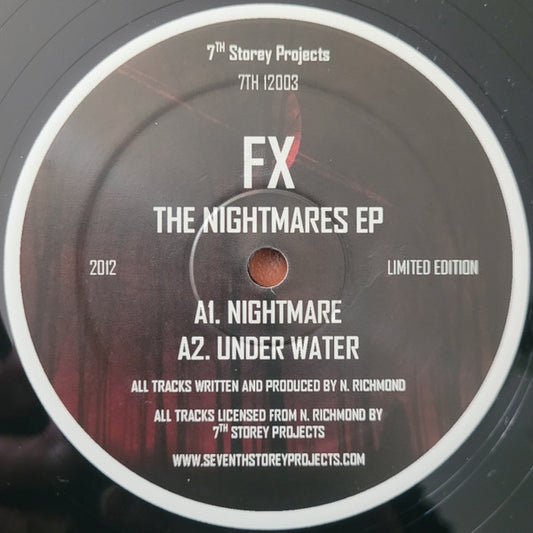 7TH Storey Projects
7TH 12003
FX
THE NIGHTMARES EP
2012 LIMITED EDITION
A1. NIGHTMARE
A2. UNDER WATER
ALL TRACKS WRITTEN AND PRODUCED BY N. RICHMOND
ALL TRACKS LICENSED FROM N. RICHMOND BY
7TH STOREY PROJECTS
WWW.SEVENTHSTOREYPROJECTS.COM